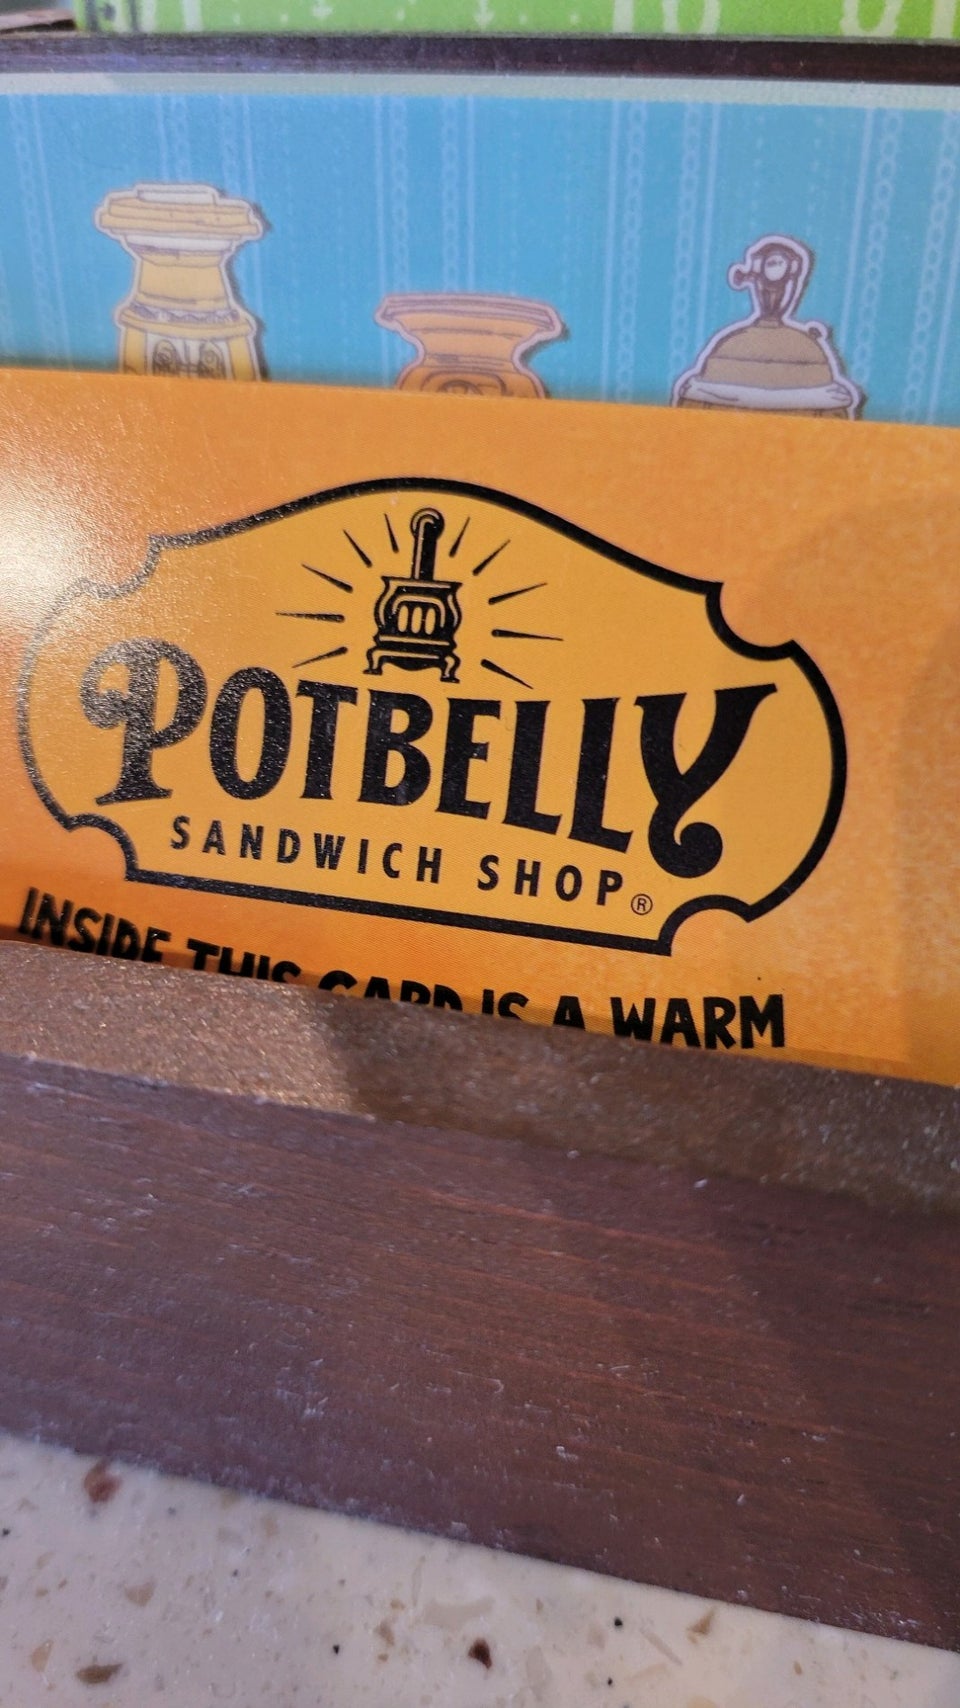 POTBELLY
SANDWICH SHOP®
INSIDE THIS CARD IS A WARM